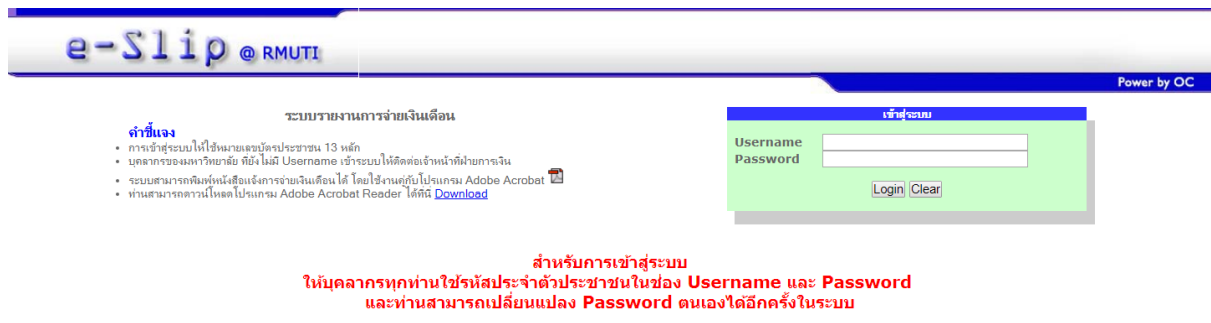 e-Slip @ RMUTI
Power by OC
ระบบรายงานการจ่ายเงินเดือน
คำชี้แจง
• การเข้าสู่ระบบให้ใช้หมายเลขบัตรประชาชน 13 หลัก
• บุคลากรของมหาวิทยาลัย ที่ยังไม่มี Username เข้าระบบให้ติดต่อเจ้าหน้าที่ฝ่ายการเงิน
• ระบบสามารถพิมพ์หนังสือแจ้งการจ่ายเงินเดือนได้ โดยใช้งานคู่กับโปรแกรม Adobe Acrobat
• ท่านสามารถดาวน์โหลดโปรแกรม Adobe Acrobat Reader ได้ที่นี่ Download
เข้าสู่ระบบ
Username
Password
Login Clear
สำหรับการเข้าสู่ระบบ
ให้บุคลากรทุกท่านใช้รหัสประจำตัวประชาชนในช่อง Username และ Password
และท่านสามารถเปลี่ยนแปลง Password ตนเองได้อีกครั้งในระบบ